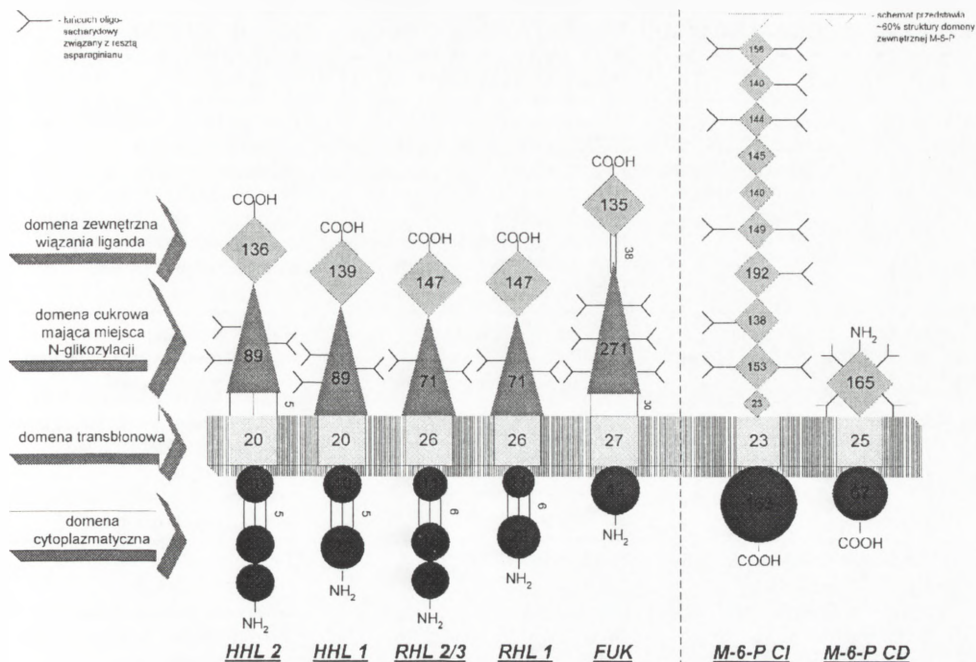 - łańcuch oligo-
sacharydowy
związany z resztą
asparaginianu
- schemat przedstawia
~60% struktury domeny
zewnętrznej M-6-P
domena zewnętrzna
wiązania liganda
domena cukrowa
mająca miejsca
N-glikozylacji
domena transbłonowa
domena
cytoplazmatyczna
COOH
136
89
5
20
5
NH2
HHL 2
COOH
139
89
20
5
NH2
HHL 1
COOH
147
71
26
6
NH2
RHL 2/3
COOH
147
71
26
6
NH2
RHL 1
COOH
135
38
271
30
27
NH2
FUK
156
140
144
145
140
149
192
138
153
23
23
COOH
M-6-P CI
NH2
165
25
67
COOH
M-6-P CD